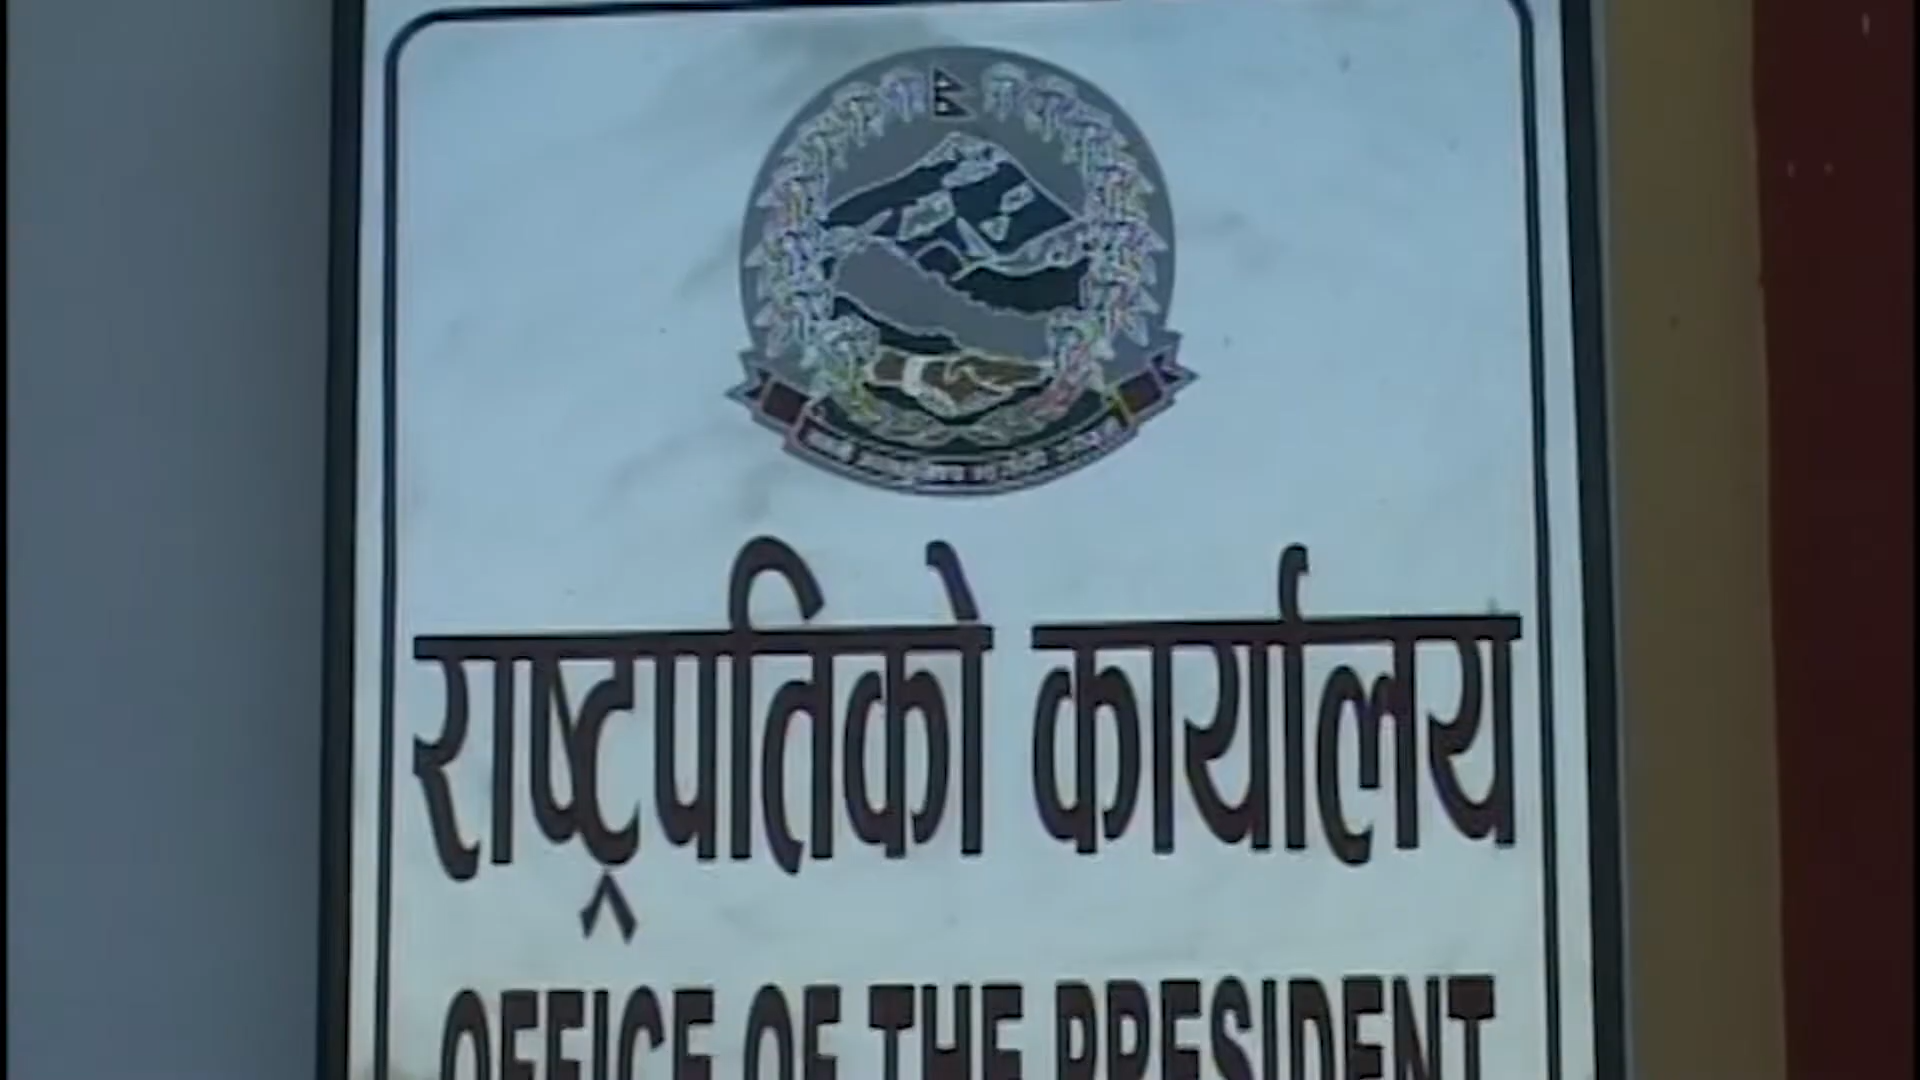 राष्ट्रपतिको कार्यालय
OFFICE OF THE PRESIDENT